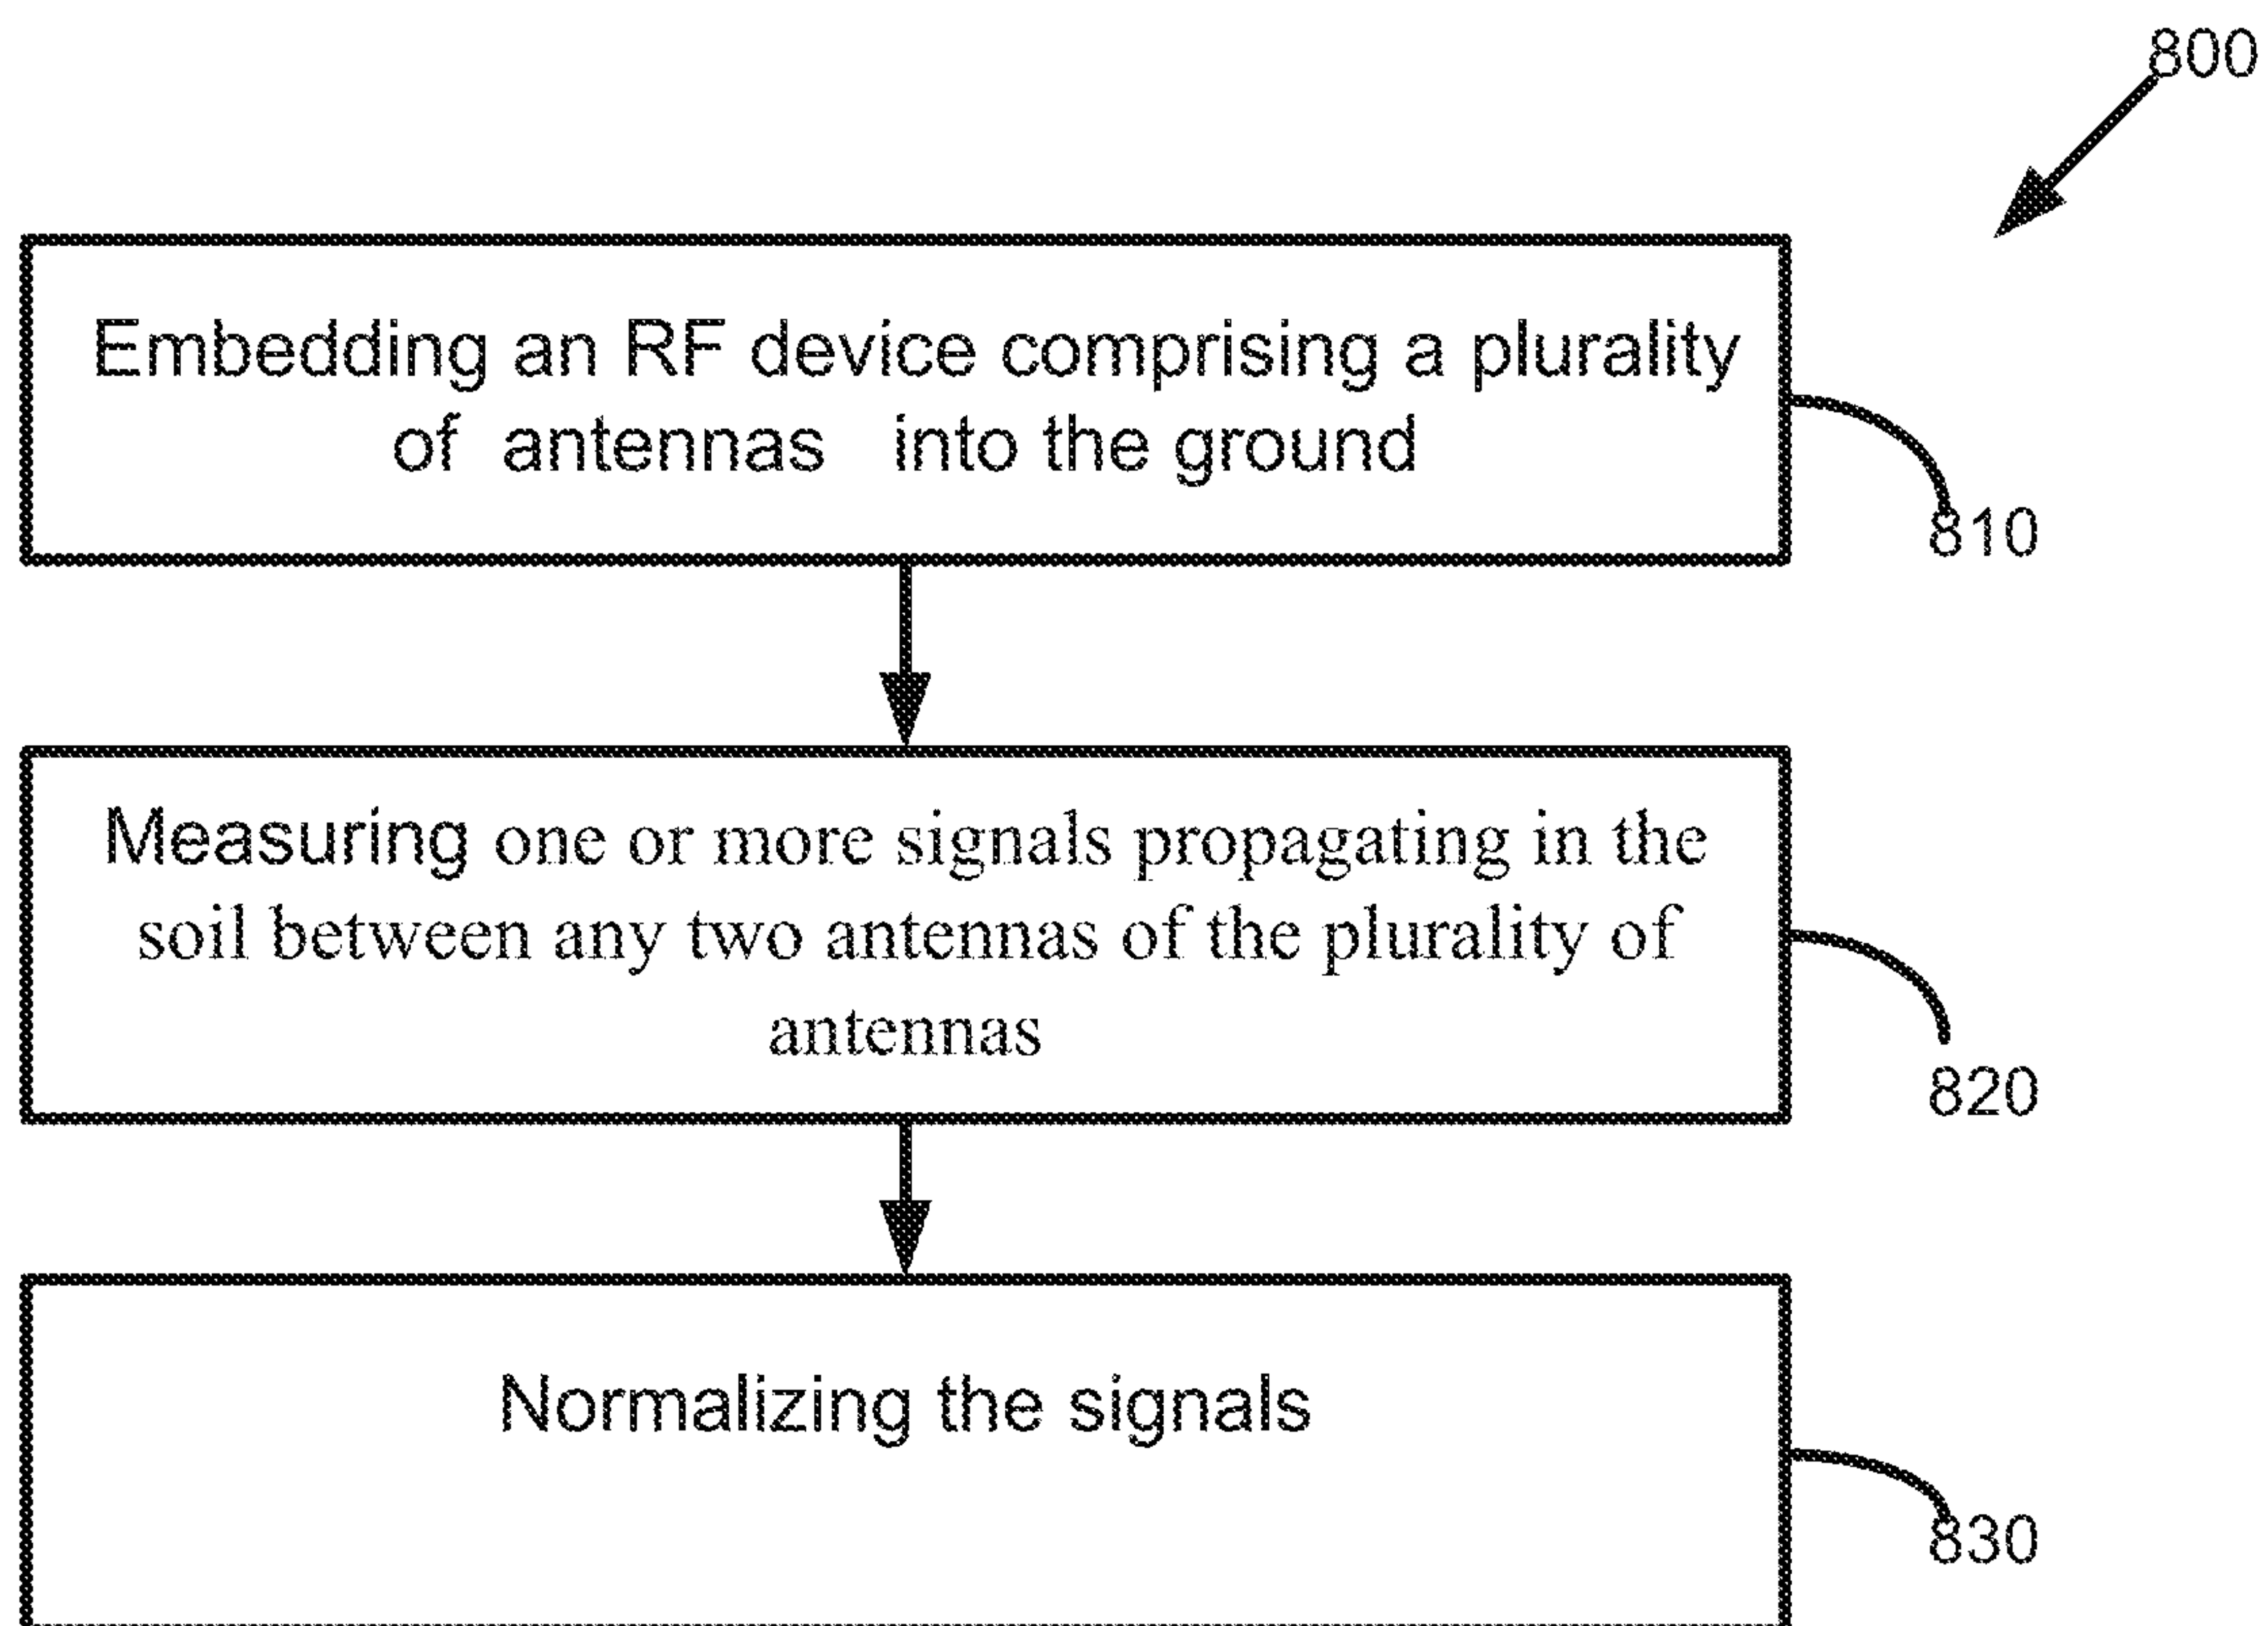 800
Embedding an RF device comprising a plurality
of antennas into the ground
810
Measuring one or more signals propagating in the
soil between any two antennas of the plurality of
antennas
820
Normalizing the signals
830